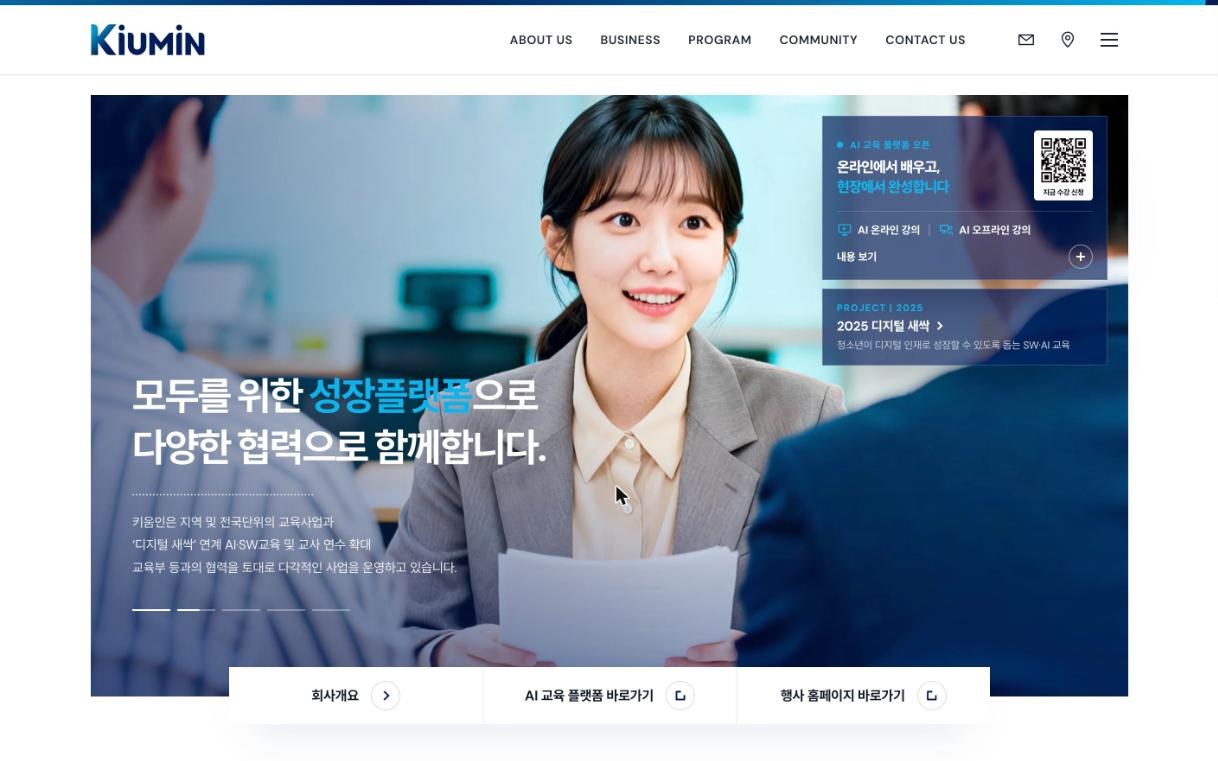 KiUMiN
ABOUT US
BUSINESS
PROGRAM
COMMUNITY
CONTACT US
AI 교육 플랫폼 오픈
온라인에서 배우고,
현장에서 완성합니다
지금 수강 신청
AI 온라인 강의 | AI 오프라인 강의
내용 보기
PROJECT | 2025
2025 디지털 새싹
청소년이 디지털 인재로 성장할 수 있도록 돕는 SW·AI 교육
모두를 위한 성장플랫폼으로
다양한 협력으로 함께합니다.
키움인은 지역 및 전국단위의 교육사업과
‘디지털 새싹’ 연계 AI·SW교육 및 교사 연수 확대
교육부 등과의 협력을 토대로 다각적인 사업을 운영하고 있습니다.
회사개요
AI 교육 플랫폼 바로가기
행사 홈페이지 바로가기